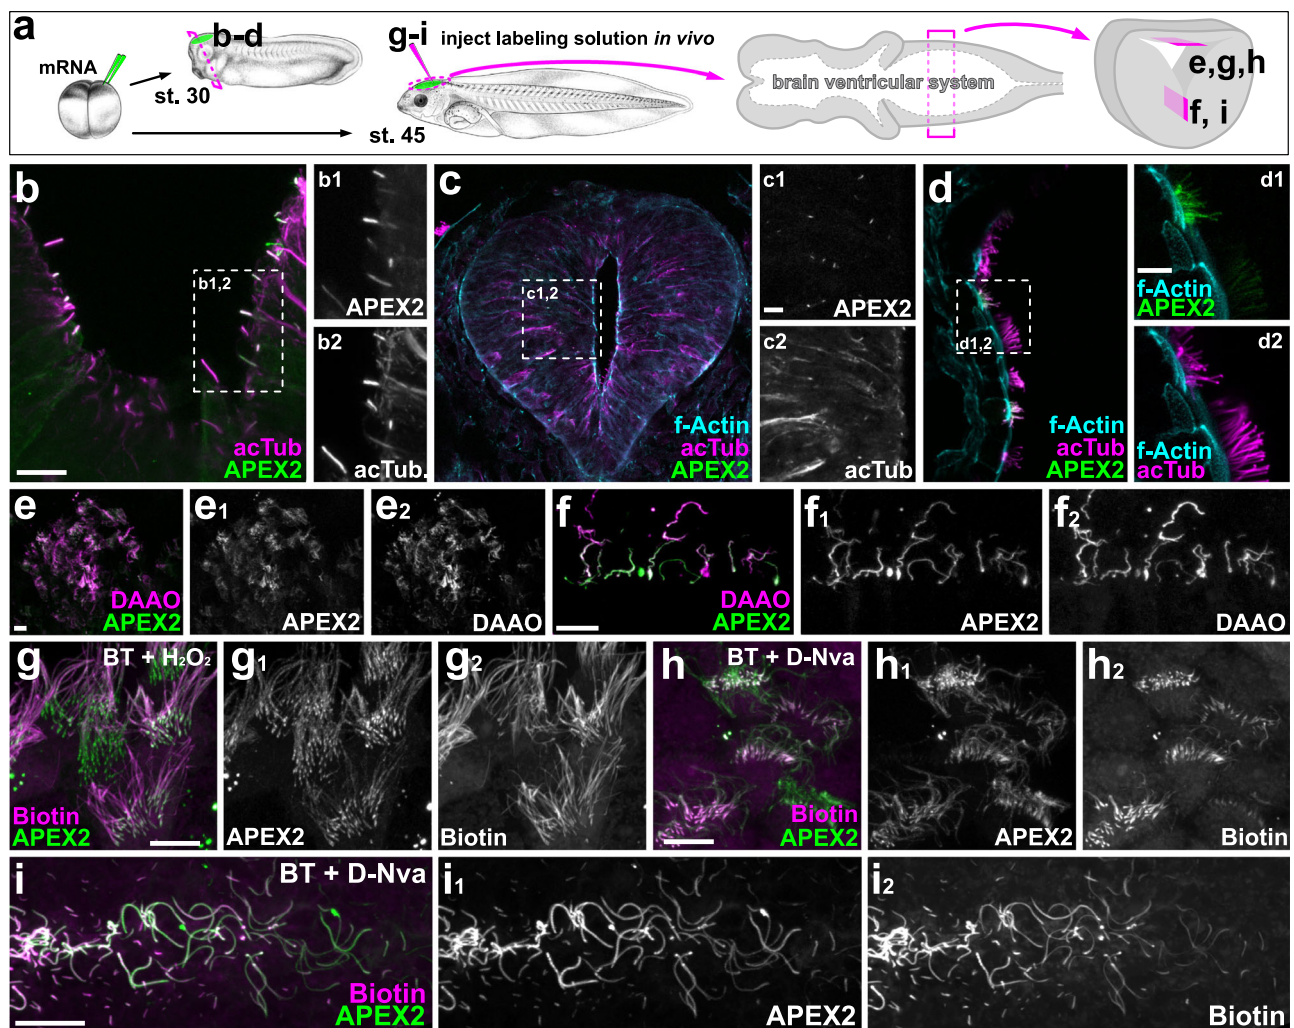 a
mRNA
st. 30
b-d
g-i
inject labeling solution in vivo
st. 45
brain ventricular system
e,g,h
f, i
b
b1,2
acTub
APEX2
b1
APEX2
b2
acTub.
c
c1,2
f-Actin
acTub
APEX2
c1
APEX2
c2
acTub
d
d1,2
f-Actin
acTub
APEX2
d1
f-Actin
APEX2
d2
f-Actin
acTub
e
DAAO
APEX2
e1
APEX2
e2
DAAO
f
DAAO
APEX2
f1
APEX2
f2
DAAO
g
BT + H₂O₂
Biotin
APEX2
g1
APEX2
g2
Biotin
h
BT + D-Nva
Biotin
APEX2
h1
APEX2
h2
Biotin
i
BT + D-Nva
Biotin
APEX2
i1
APEX2
i2
Biotin